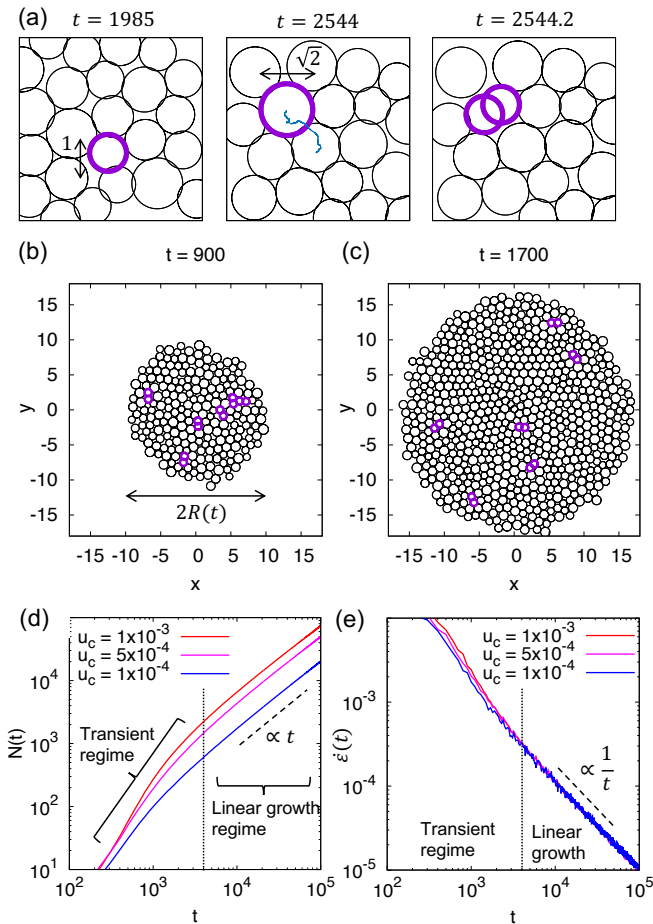 (a)
t = 1985
t = 2544
t = 2544.2
1
√2
(b)
t = 900
(c)
t = 1700
15
10
5
0
-5
-10
-15
y
-15 -10 -5 0 5 10 15
x
2R(t)
15
10
5
0
-5
-10
-15
y
-15 -10 -5 0 5 10 15
x
(d)
u_c = 1x10^-3
u_c = 5x10^-4
u_c = 1x10^-4
10^4
10^3
10^2
10^1
N(t)
Transient
regime
∝ t
Linear growth
regime
10^2 10^3 10^4 10^5
t
(e)
u_c = 1x10^-3
u_c = 5x10^-4
u_c = 1x10^-4
10^-3
10^-4
10^-5
ε̇(t)
∝ 1/t
Transient
regime
Linear
growth
10^2 10^3 10^4 10^5
t